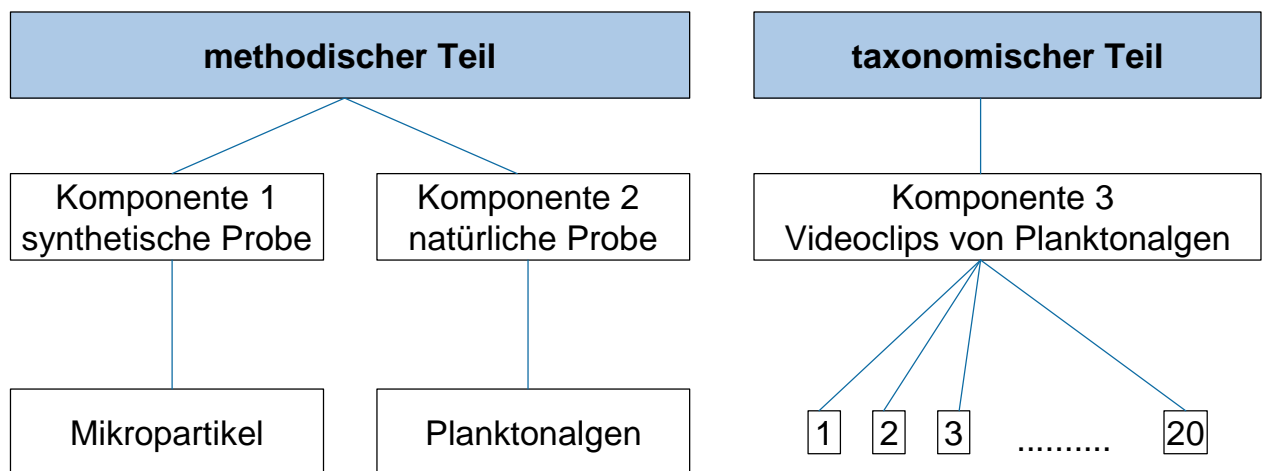 methodischer Teil
taxonomischer Teil
Komponente 1
synthetische Probe
Komponente 2
natürliche Probe
Komponente 3
Videoclips von Planktonalgen
Mikropartikel
Planktonalgen
1 2 3 .......... 20